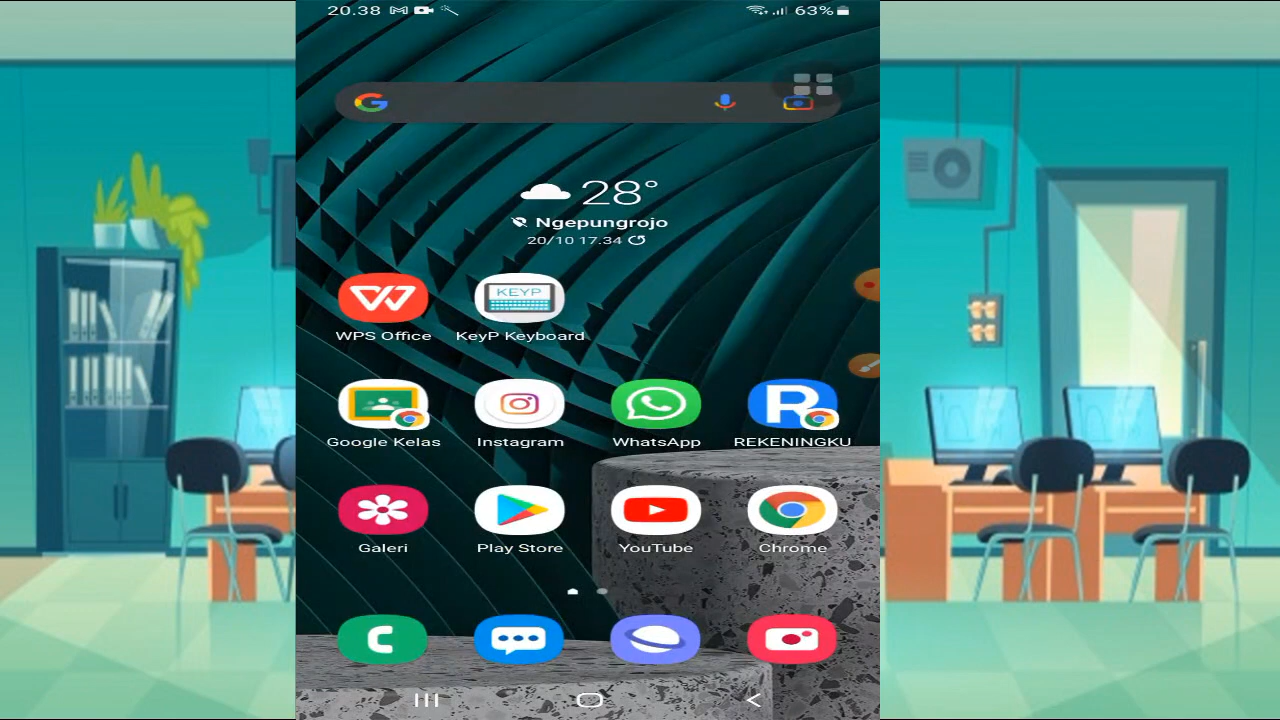 20.38
63%
28°
Ngepungrojo
20/10 17.34
KEYP
WPS Office
KeyP Keyboard
Google Kelas
Instagram
WhatsApp
R
REKENINGKU
Galeri
Play Store
YouTube
Chrome